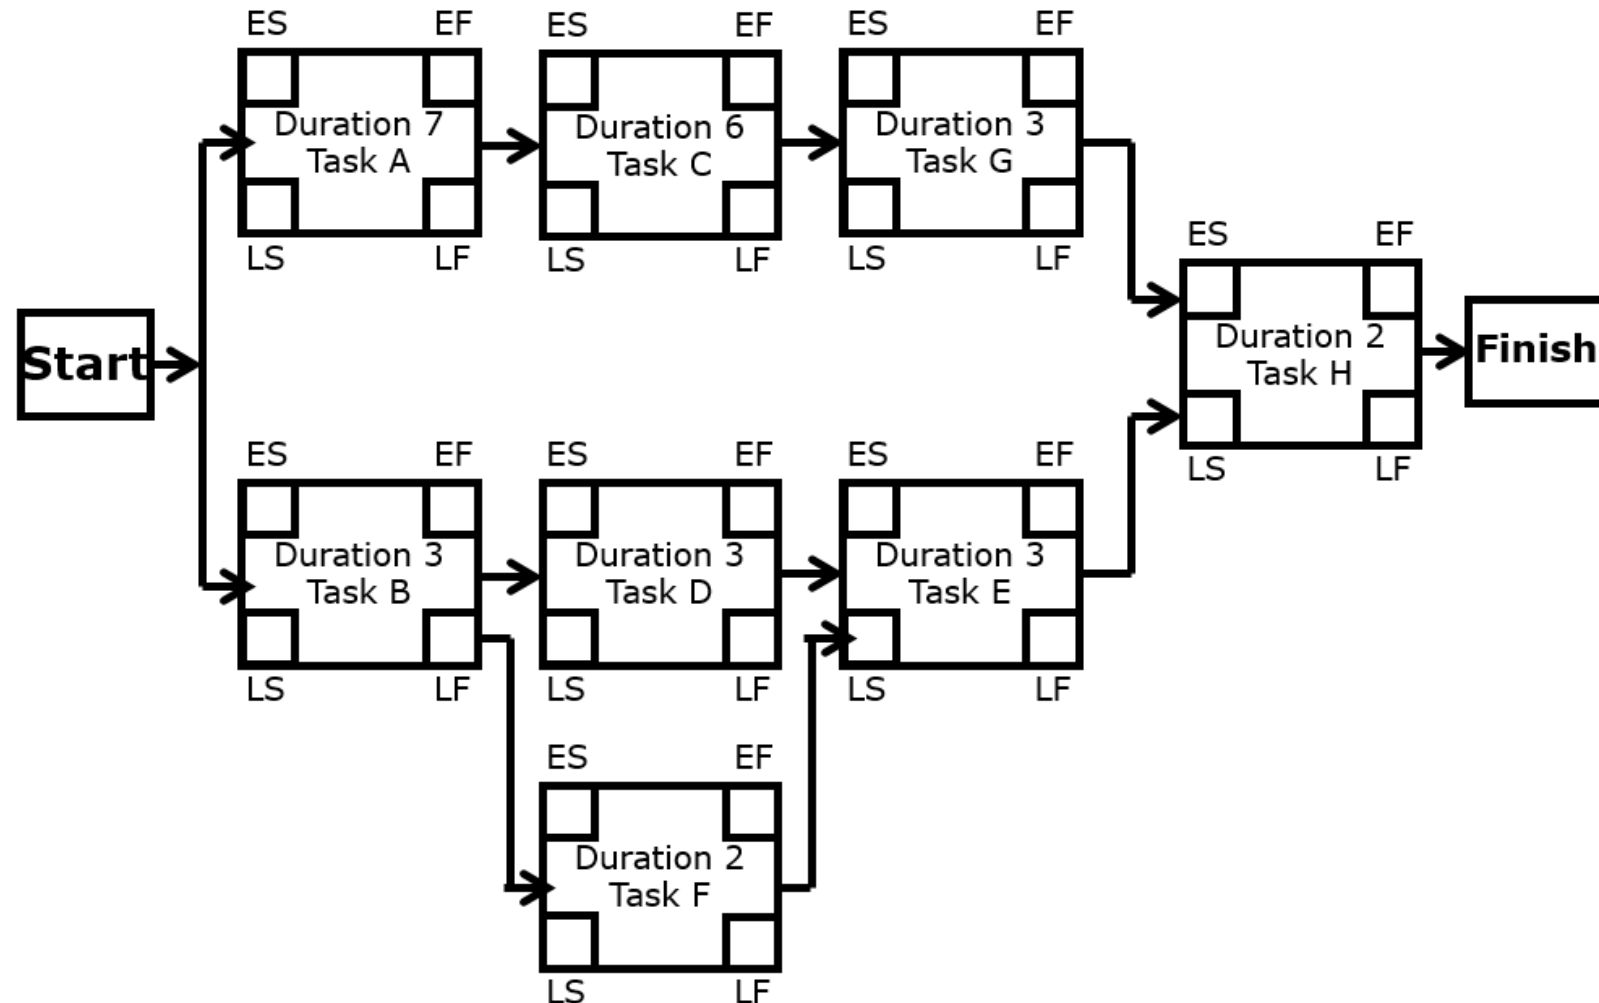 ES EF
Duration 7
Task A
LS LF
ES EF
Duration 6
Task C
LS LF
ES EF
Duration 3
Task G
LS LF
Start
ES EF
Duration 2
Task H
LS LF
Finish
ES EF
Duration 3
Task B
LS LF
ES EF
Duration 3
Task D
LS LF
ES EF
Duration 3
Task E
LS LF
ES EF
Duration 2
Task F
LS LF